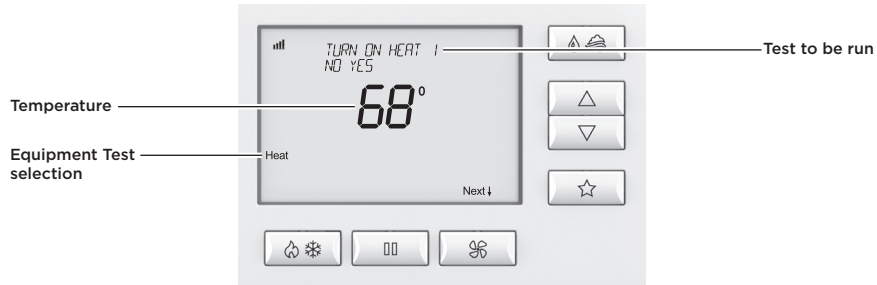 TURN ON HEAT 1
NO YES
Test to be run
Temperature
68°
Equipment Test
selection
Heat
Next↓